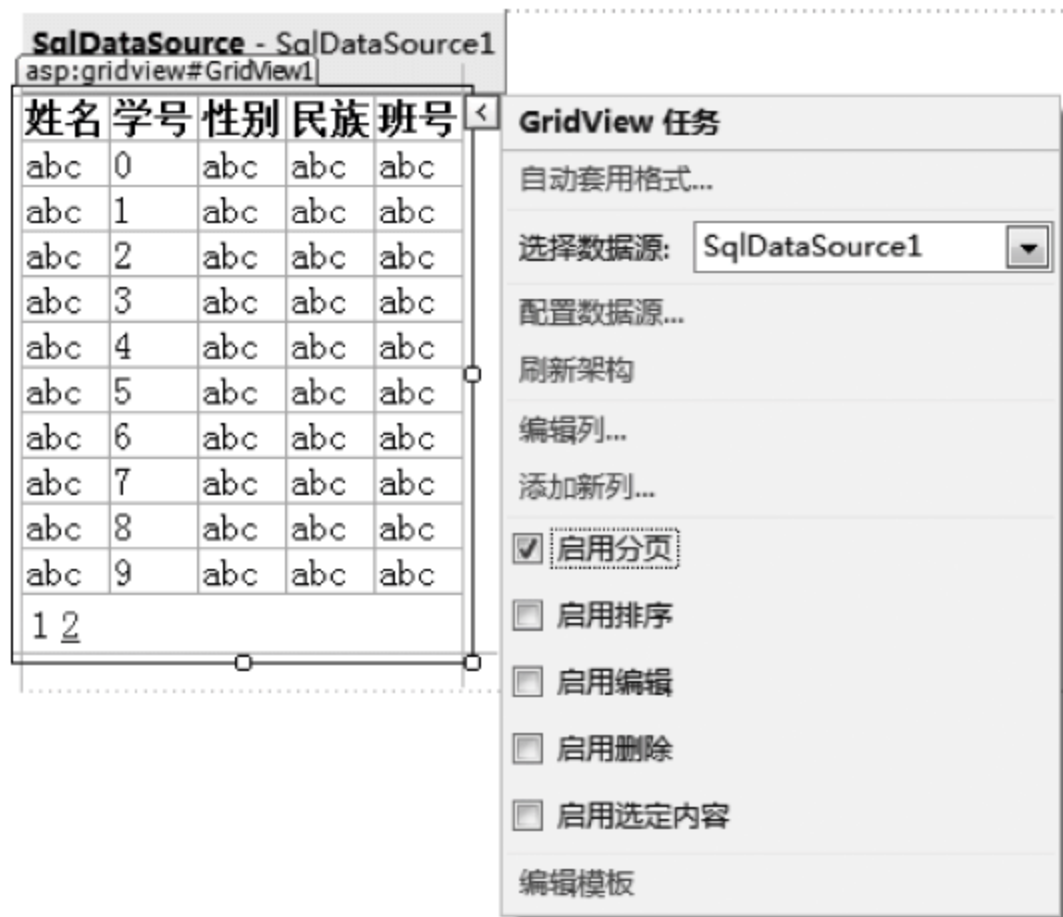 SqlDataSource - SqlDataSource1
asp:gridview#GridView1
姓名 学号 性别 民族 班号
abc 0 abc abc abc
abc 1 abc abc abc
abc 2 abc abc abc
abc 3 abc abc abc
abc 4 abc abc abc
abc 5 abc abc abc
abc 6 abc abc abc
abc 7 abc abc abc
abc 8 abc abc abc
abc 9 abc abc abc
1 2
GridView 任务
自动套用格式...
选择数据源: SqlDataSource1
配置数据源...
刷新架构
编辑列...
添加新列...
启用分页
启用排序
启用编辑
启用删除
启用选定内容
编辑模板